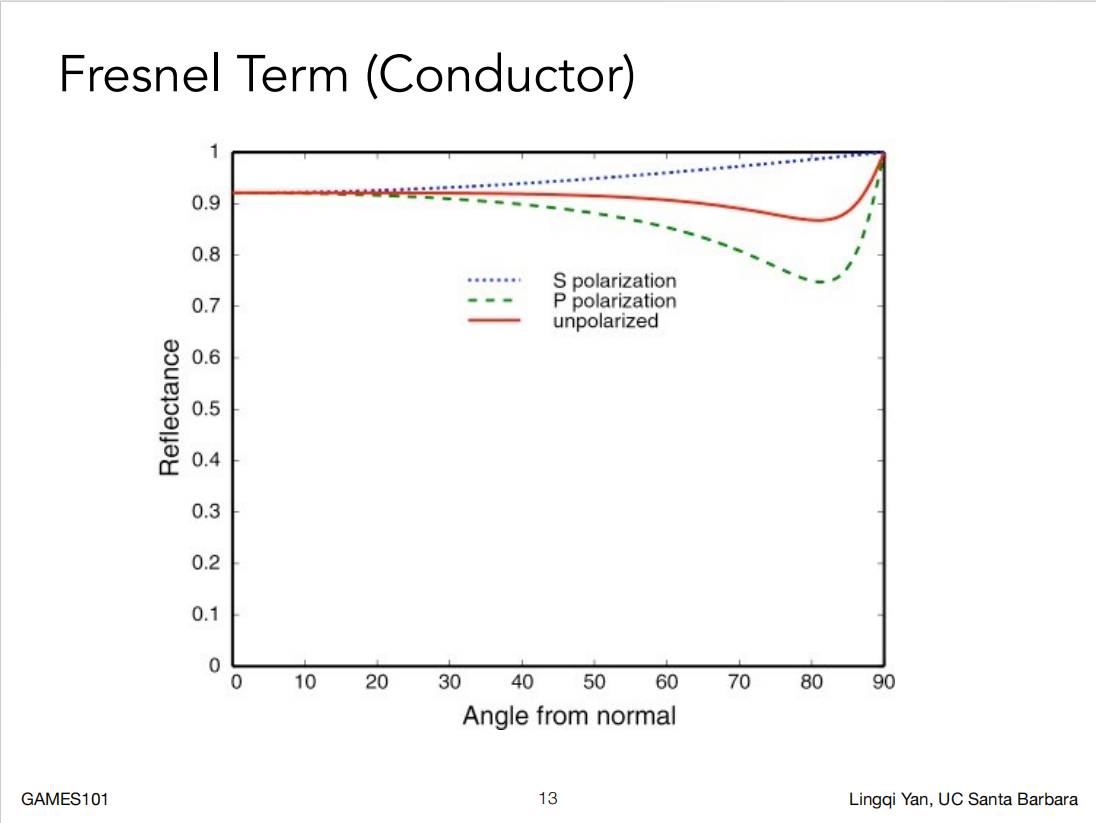 Fresnel Term (Conductor)
1
0.9
0.8
0.7
0.6
0.5
0.4
0.3
0.2
0.1
0
Reflectance
S polarization
P polarization
unpolarized
0 10 20 30 40 50 60 70 80 90
Angle from normal
GAMES101 13 Lingqi Yan, UC Santa Barbara